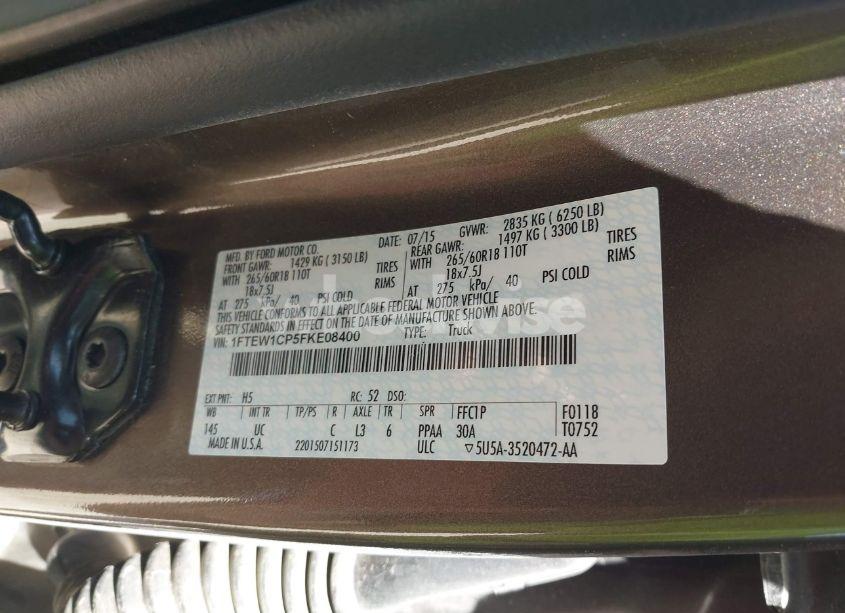 MFD. BY FORD MOTOR CO.
DATE: 07/15 GVWR: 2835 KG ( 6250 LB)
FRONT GAWR: 1429 KG ( 3150 LB) REAR GAWR: 1497 KG ( 3300 LB)
WITH 265/60R18 110T TIRES WITH 265/60R18 110T TIRES
18x7.5J RIMS 18x7.5J RIMS
AT 275 kPa/ 40 PSI COLD AT 275 kPa/ 40 PSI COLD
THIS VEHICLE CONFORMS TO ALL APPLICABLE FEDERAL MOTOR VEHICLE
SAFETY STANDARDS IN EFFECT ON THE DATE OF MANUFACTURE SHOWN ABOVE.
VIN: 1FTEW1CP5FKE08400 TYPE: Truck
EXT PNT: H5 RC: 52 DSO:
WB INT TR TP/PS R AXLE TR SPR FFC1P F0118
145 UC C L3 6 PPAA 30A T0752
MADE IN U.S.A. 2201507151173 ULC ▽5U5A-3520472-AA